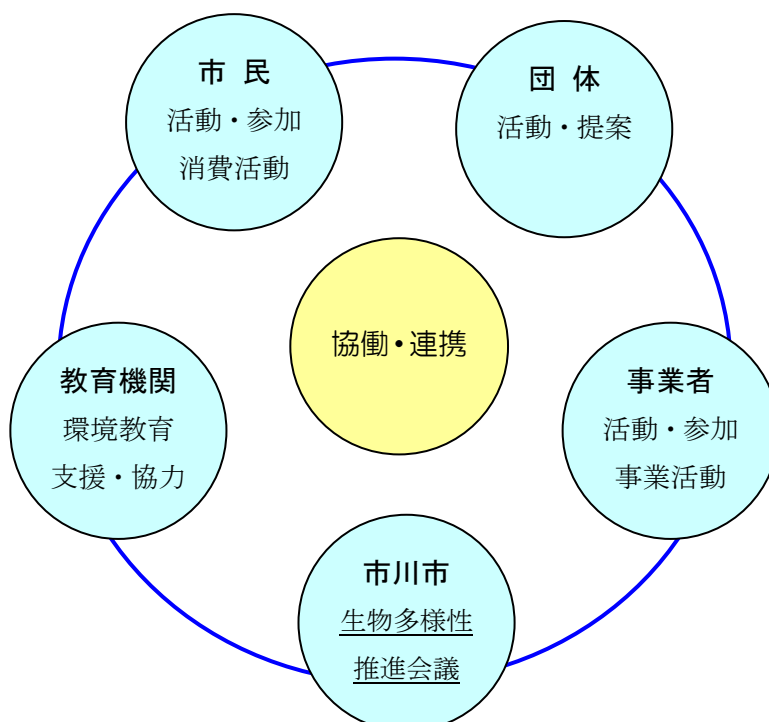 市 民
活動・参加
消費活動
団 体
活動・提案
協働・連携
教育機関
環境教育
支援・協力
事業者
活動・参加
事業活動
市川市
生物多様性
推進会議